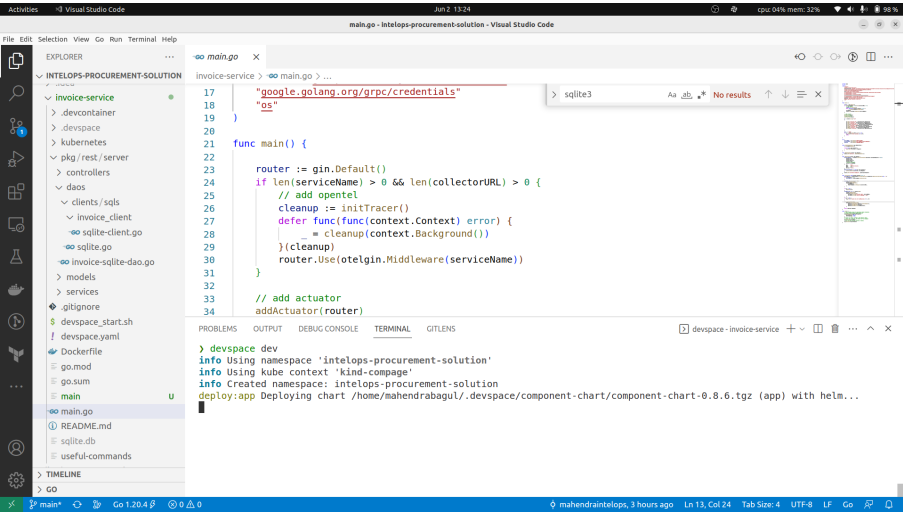 Activities
Visual Studio Code
Jun 2 13:24
cpu: 04% mem: 32%
98 %
main.go - intelops-procurement-solution - Visual Studio Code
File Edit Selection View Go Run Terminal Help
EXPLORER
main.go
INTELOPS-PROCUREMENT-SOLUTION
invoice-service > main.go > ...
invoice-service
.devcontainer
.devspace
kubernetes
pkg/rest/server
controllers
daos
clients/sqls
invoice_client
sqlite-client.go
sqlite.go
invoice-sqlite-dao.go
models
services
.gitignore
devspace_start.sh
devspace.yaml
Dockerfile
go.mod
go.sum
main U
main.go
README.md
sqlite.db
useful-commands
TIMELINE
GO
sqlite3
Aa ab .* No results
17 "google.golang.org/grpc/credentials"
18 "os"
19 )
20
21 func main() {
22
23 router := gin.Default()
24 if len(serviceName) > 0 && len(collectorURL) > 0 {
25 // add opentel
26 cleanup := initTracer()
27 defer func(func(context.Context) error) {
28 _ = cleanup(context.Background())
29 }(cleanup)
30 router.Use(otelgin.Middleware(serviceName))
31 }
32
33 // add actuator
34 addActuator(router)
PROBLEMS OUTPUT DEBUG CONSOLE TERMINAL GITLENS
devspace - invoice-service
> devspace dev
info Using namespace 'intelops-procurement-solution'
info Using kube context 'kind-compage'
info Created namespace: intelops-procurement-solution
deploy:app Deploying chart /home/mahendrabagul/.devspace/component-chart/component-chart-0.8.6.tgz (app) with helm...
main* Go 1.20.4 0 0 mahendraintelops, 3 hours ago Ln 13, Col 24 Tab Size: 4 UTF-8 LF Go